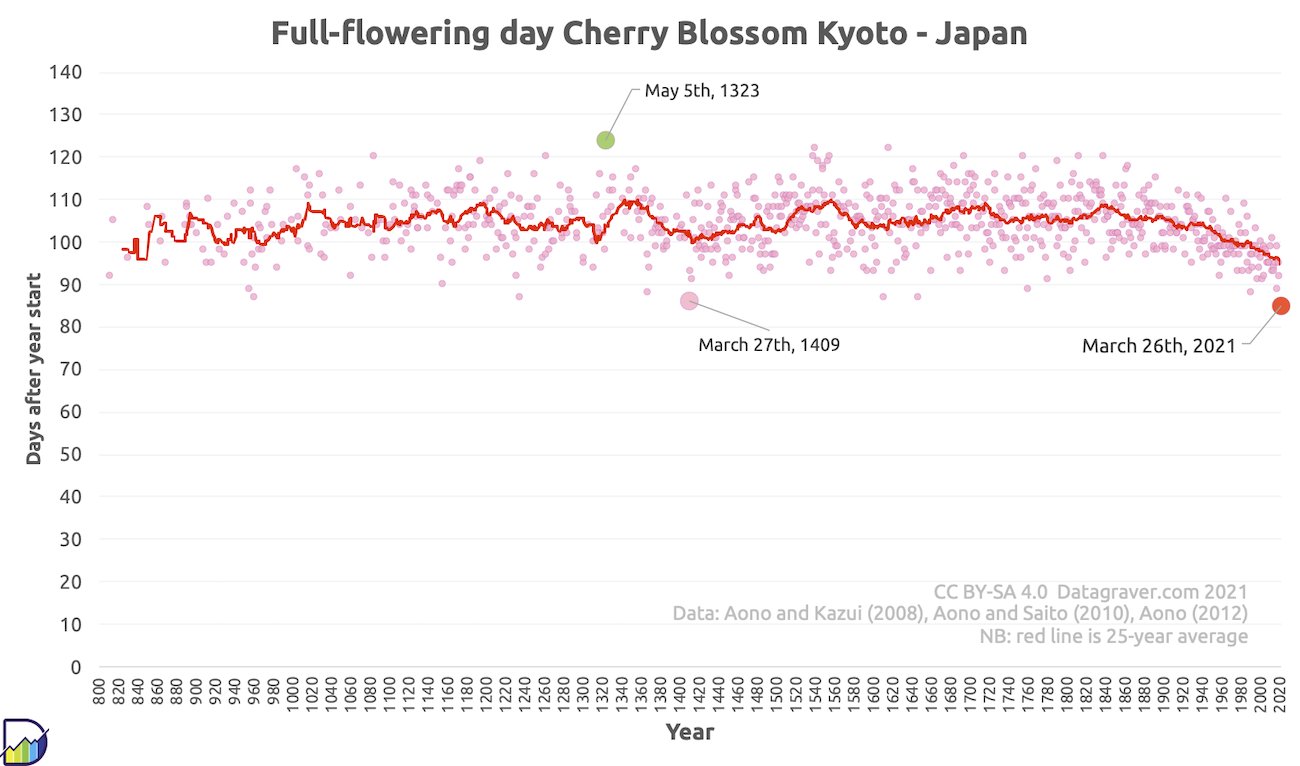 Full-flowering day Cherry Blossom Kyoto - Japan
140
130
120
110
100
90
80
70
60
50
40
30
20
10
0
Days after year start
May 5th, 1323
March 27th, 1409
March 26th, 2021
CC BY-SA 4.0 Datagraver.com 2021
Data: Aono and Kazui (2008), Aono and Saito (2010), Aono (2012)
NB: red line is 25-year average
800 820 840 860 880 900 920 940 960 980 1000 1020 1040 1060 1080 1100 1120 1140 1160 1180 1200 1220 1240 1260 1280 1300 1320 1340 1360 1380 1400 1420 1440 1460 1480 1500 1520 1540 1560 1580 1600 1620 1640 1660 1680 1700 1720 1740 1760 1780 1800 1820 1840 1860 1880 1900 1920 1940 1960 1980 2000 2020
Year